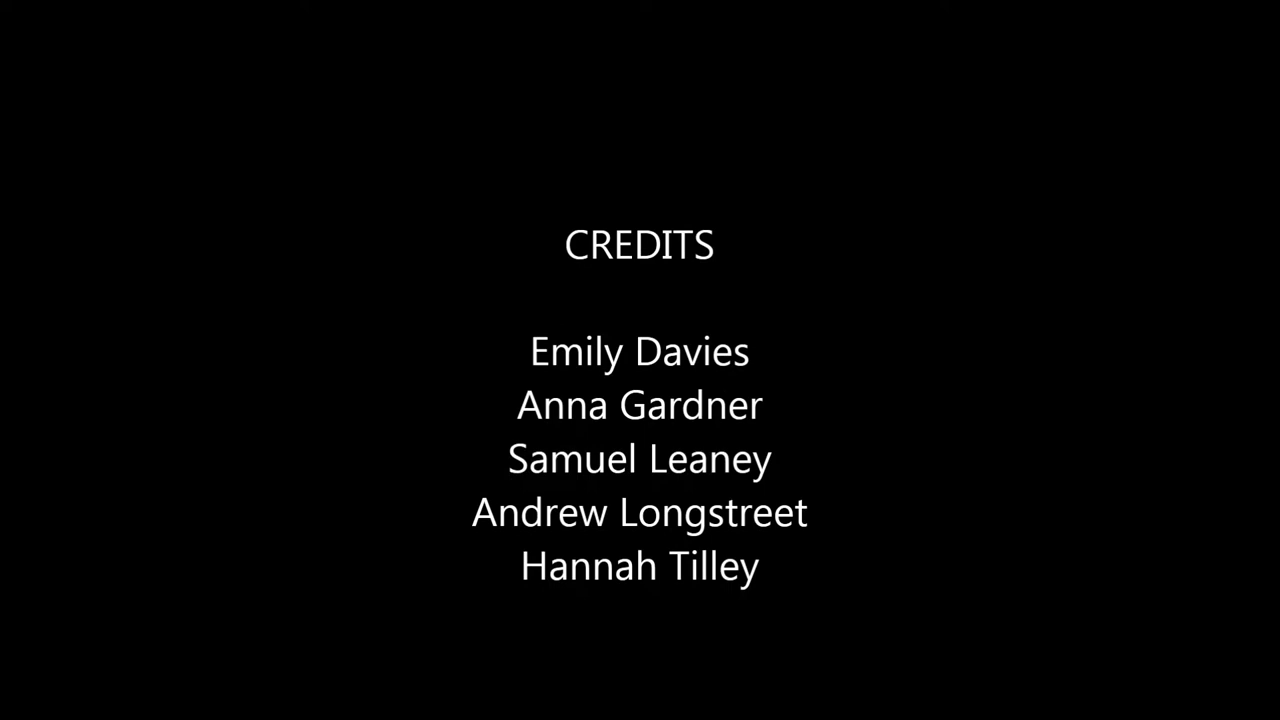 CREDITS
Emily Davies
Anna Gardner
Samuel Leaney
Andrew Longstreet
Hannah Tilley